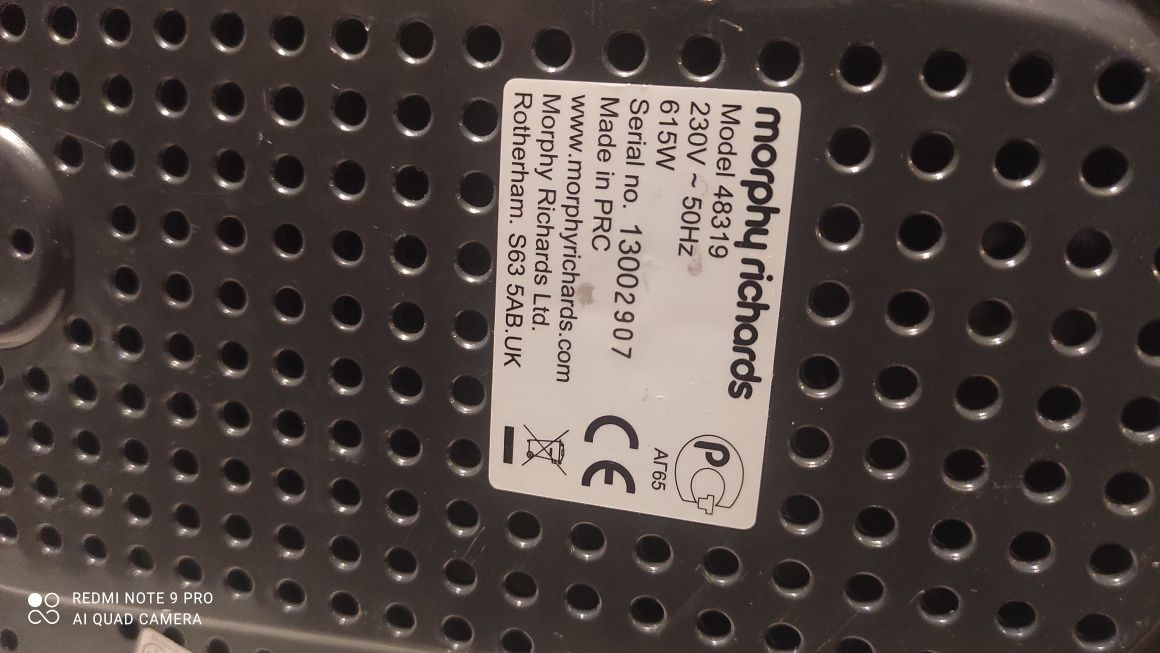 morphy richards
Model 48319
230V ~ 50Hz
615W
Serial no. 13002907
Made in PRC
www.morphyrichards.com
Morphy Richards Ltd.
Rotherham. S63 5AB.UK
АГ65
CE
REDMI NOTE 9 PRO
AI QUAD CAMERA